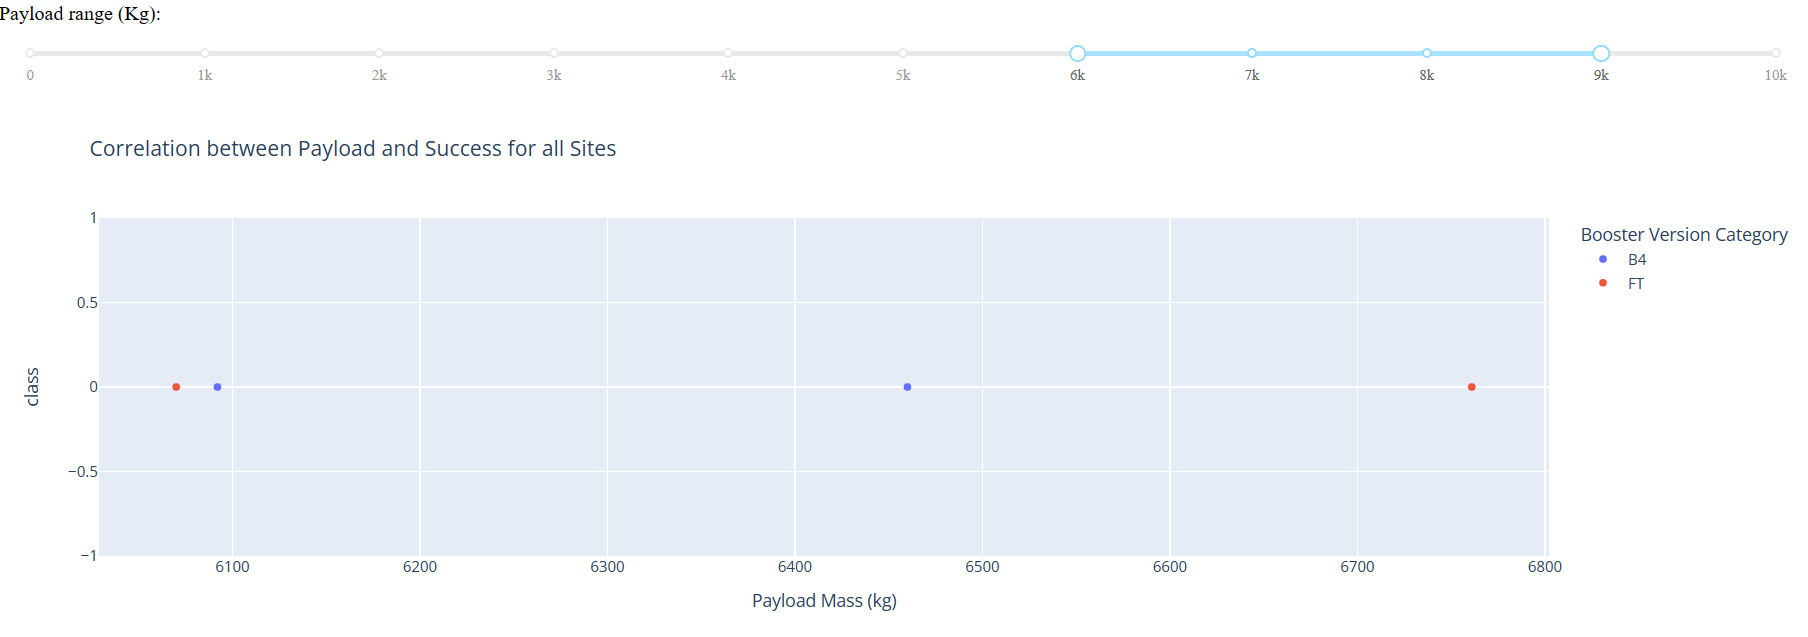 Payload range (Kg):
0 1k 2k 3k 4k 5k 6k 7k 8k 9k 10k
Correlation between Payload and Success for all Sites
1
0.5
0
−0.5
−1
class
6100 6200 6300 6400 6500 6600 6700 6800
Payload Mass (kg)
Booster Version Category
B4
FT